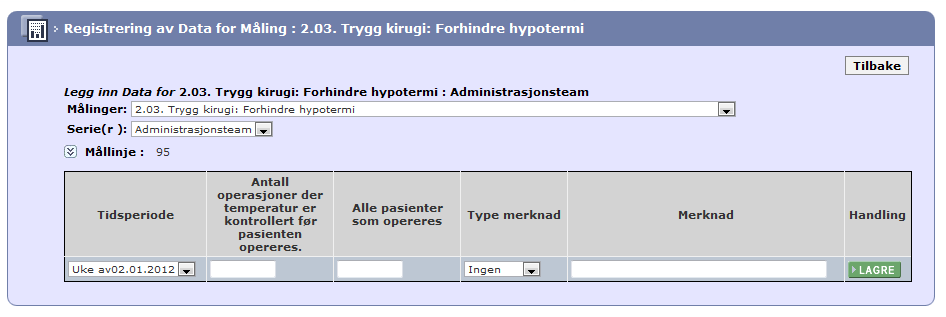 Registrering av Data for Måling : 2.03. Trygg kirugi: Forhindre hypotermi
Tilbake
Legg inn Data for 2.03. Trygg kirugi: Forhindre hypotermi : Administrasjonsteam
Målinger: 2.03. Trygg kirugi: Forhindre hypotermi
Serie(r ): Administrasjonsteam
Mållinje : 95
Tidsperiode
Antall
operasjoner der
temperatur er
kontrollert før
pasienten
opereres.
Alle pasienter
som opereres
Type merknad
Merknad
Handling
Uke av02.01.2012
Ingen
LAGRE